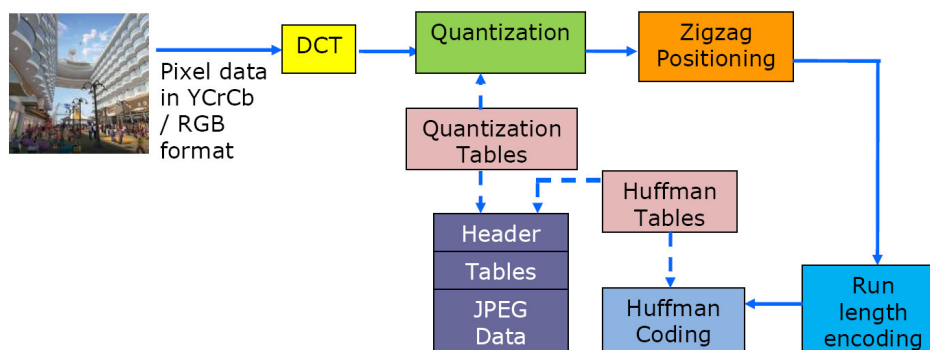 DCT
Quantization
Zigzag
Positioning
Pixel data
in YCrCb
/ RGB
format
Quantization
Tables
Huffman
Tables
Header
Tables
JPEG
Data
Huffman
Coding
Run
length
encoding